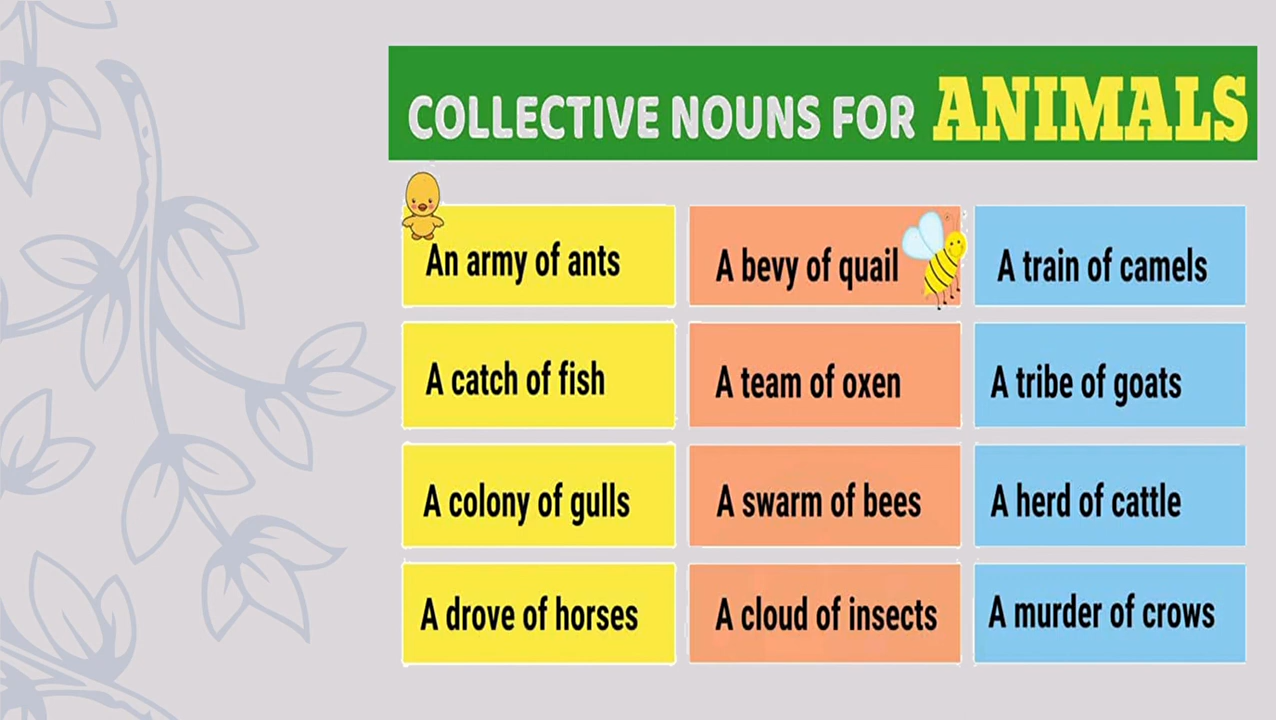 COLLECTIVE NOUNS FOR ANIMALS
An army of ants
A bevy of quail
A train of camels
A catch of fish
A team of oxen
A tribe of goats
A colony of gulls
A swarm of bees
A herd of cattle
A drove of horses
A cloud of insects
A murder of crows